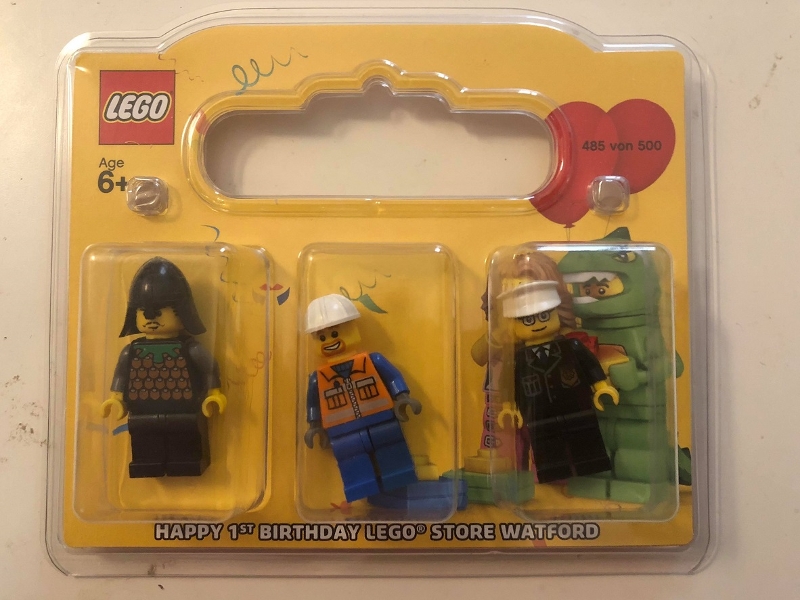 LEGO
Age
6+
485 von 500
HAPPY 1ST BIRTHDAY LEGO® STORE WATFORD